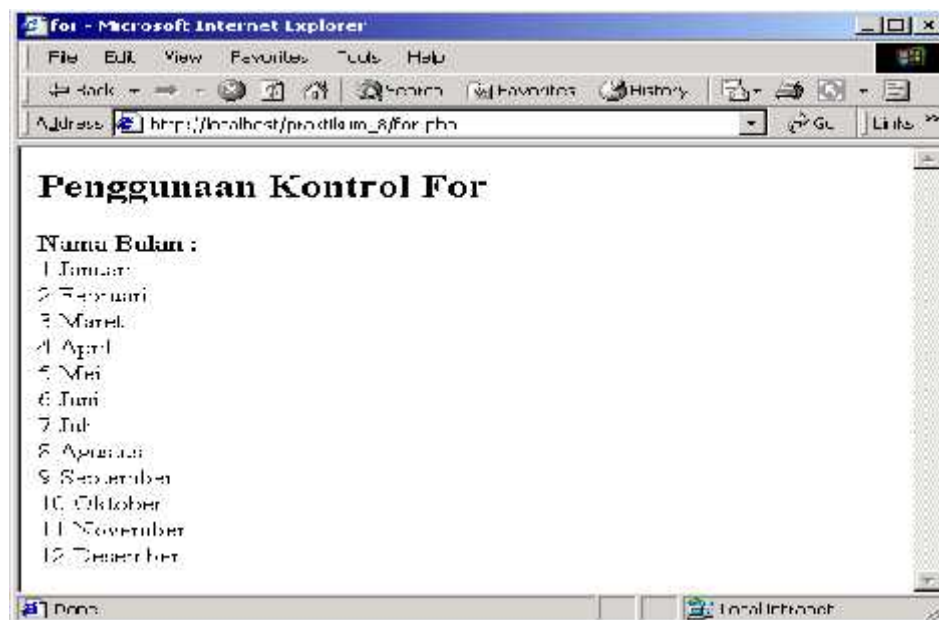 for - Microsoft Internet Explorer
File Edit View Favorites Tools Help
Back Search Favorites History
Address http://localhost/praktikum_8/for.php Go Links »
Penggunaan Kontrol For
Nama Bulan :
1 Januari
2 Februari
3 Maret
4 April
5 Mei
6 Juni
7 Juli
8 Agustus
9 September
10 Oktober
11 November
12 Desember
Done Local intranet